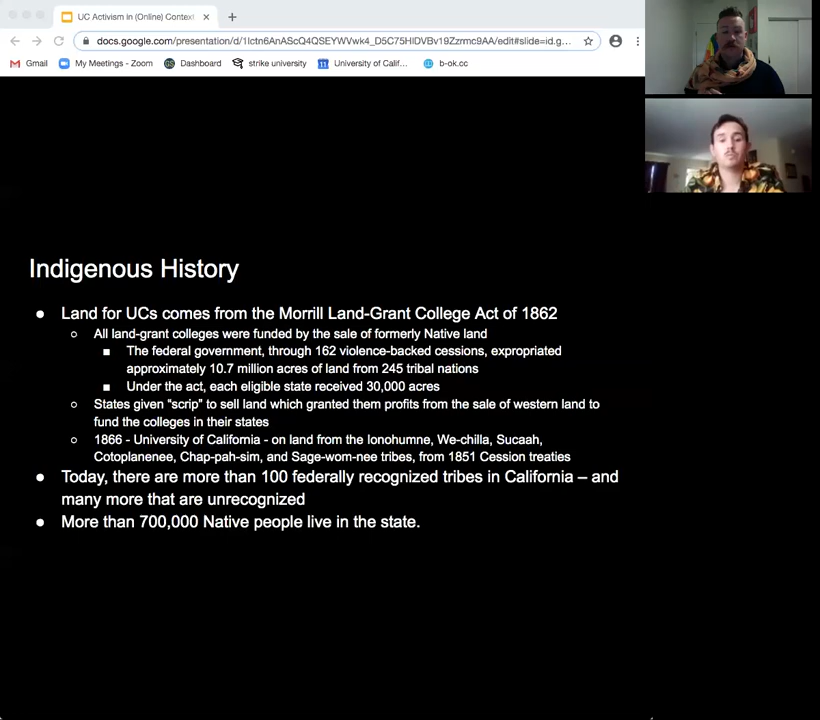 UC Activism In (Online) Context
docs.google.com/presentation/d/1Ictn6AnAScQ4QSEYWVwk4_D5C75HIDVBv19Zzrmc9AA/edit#slide=id.g...
Gmail My Meetings - Zoom Dashboard strike university University of Calif... b-ok.cc
Indigenous History
● Land for UCs comes from the Morrill Land-Grant College Act of 1862
○ All land-grant colleges were funded by the sale of formerly Native land
■ The federal government, through 162 violence-backed cessions, expropriated
approximately 10.7 million acres of land from 245 tribal nations
■ Under the act, each eligible state received 30,000 acres
○ States given “scrip” to sell land which granted them profits from the sale of western land to
fund the colleges in their states
○ 1866 - University of California - on land from the Ionohumne, We-chilla, Sucaah,
Cotoplanenee, Chap-pah-sim, and Sage-wom-nee tribes, from 1851 Cession treaties
● Today, there are more than 100 federally recognized tribes in California – and
many more that are unrecognized
● More than 700,000 Native people live in the state.